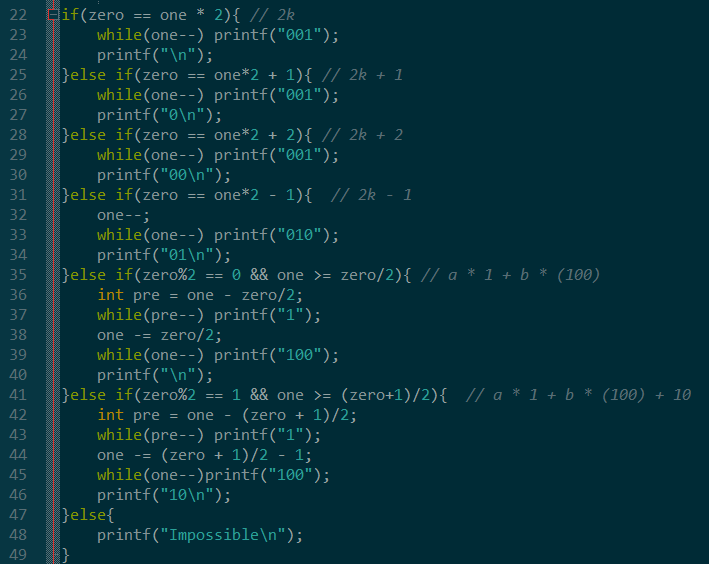 22 if(zero == one * 2){ // 2k
23     while(one--) printf("001");
24     printf("\n");
25 }else if(zero == one*2 + 1){ // 2k + 1
26     while(one--) printf("001");
27     printf("0\n");
28 }else if(zero == one*2 + 2){ // 2k + 2
29     while(one--) printf("001");
30     printf("00\n");
31 }else if(zero == one*2 - 1){  // 2k - 1
32     one--;
33     while(one--) printf("010");
34     printf("01\n");
35 }else if(zero%2 == 0 && one >= zero/2){ // a * 1 + b * (100)
36     int pre = one - zero/2;
37     while(pre--) printf("1");
38     one -= zero/2;
39     while(one--) printf("100");
40     printf("\n");
41 }else if(zero%2 == 1 && one >= (zero+1)/2){  // a * 1 + b * (100) + 10
42     int pre = one - (zero + 1)/2;
43     while(pre--) printf("1");
44     one -= (zero + 1)/2 - 1;
45     while(one--)printf("100");
46     printf("10\n");
47 }else{
48     printf("Impossible\n");
49 }